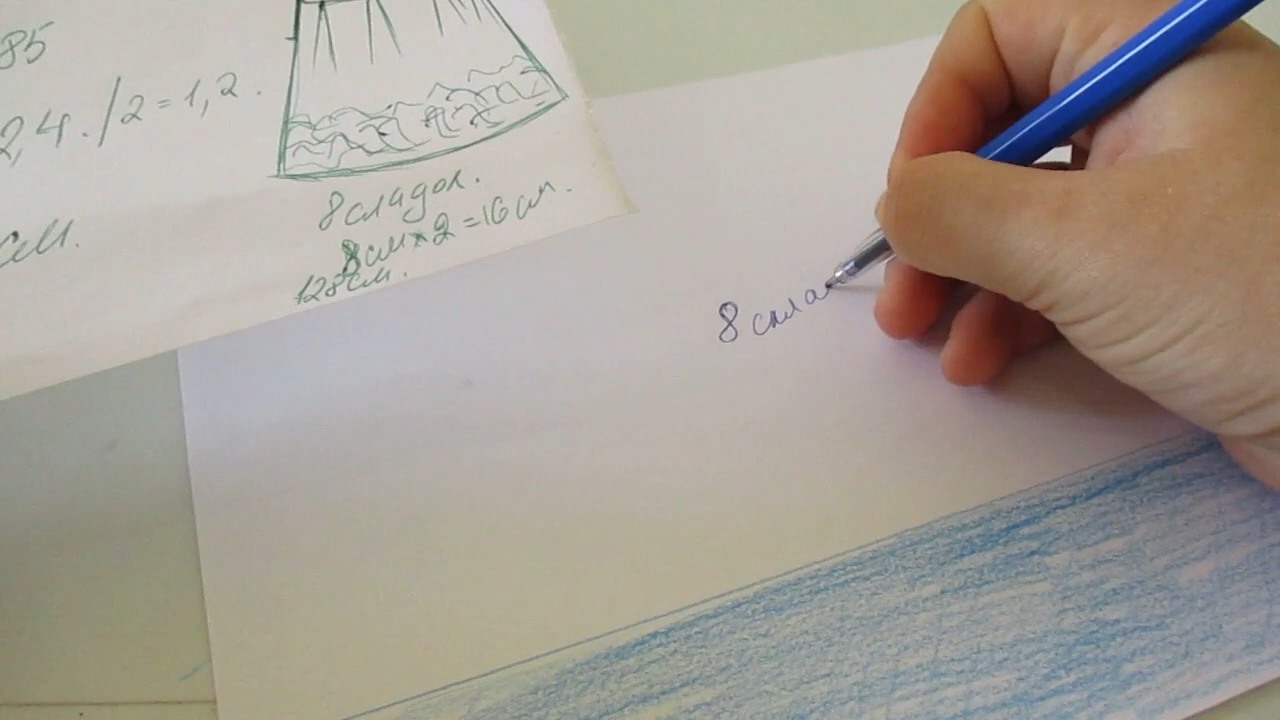 85
2,4. / 2 = 1,2.
см.
8 складок.
8 см × 2 = 16 см.
128 см.
8 скла